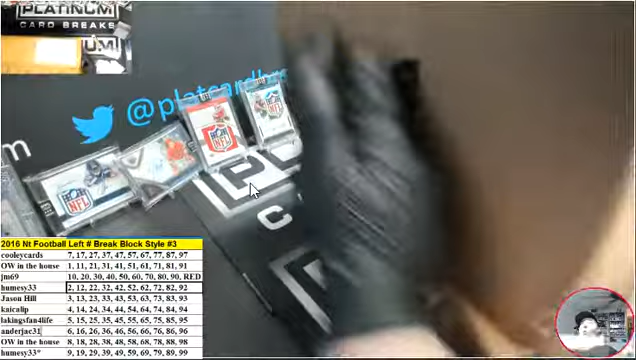 PLATINUM
CARD BREAKS
UM
m
@platcardbr
NFL
NFL
NFL
P
C
2016 Nt Football Left # Break Block Style #3
cooleycards 7, 17, 27, 37, 47, 57, 67, 77, 87, 97
OW in the house 1, 11, 21, 31, 41, 51, 61, 71, 81, 91
jm69 10, 20, 30, 40, 50, 60, 70, 80, 90, RED
humesy33 2, 12, 22, 32, 42, 52, 62, 72, 82, 92
Jason Hill 3, 13, 23, 33, 43, 53, 63, 73, 83, 93
kaicalip 4, 14, 24, 34, 44, 54, 64, 74, 84, 94
lakingsfan4life 5, 15, 25, 35, 45, 55, 65, 75, 85, 95
anderjac31 6, 16, 26, 36, 46, 56, 66, 76, 86, 96
OW in the house 8, 18, 28, 38, 48, 58, 68, 78, 88, 98
humesy33* 9, 19, 29, 39, 49, 59, 69, 79, 89, 99